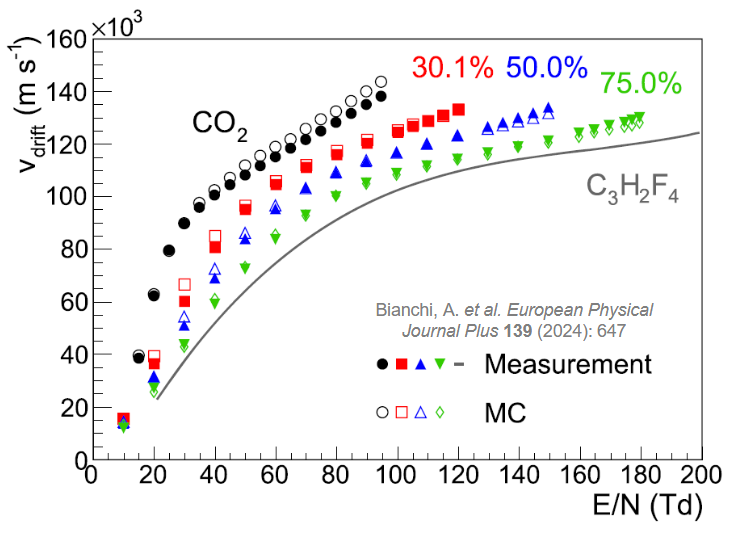 ×10³
160
140
120
100
80
60
40
20
0
v_drift (m s⁻¹)
CO₂
30.1% 50.0%
75.0%
C₃H₂F₄
Bianchi, A. et al. European Physical
Journal Plus 139 (2024): 647
Measurement
MC
0 20 40 60 80 100 120 140 160 180 200
E/N (Td)